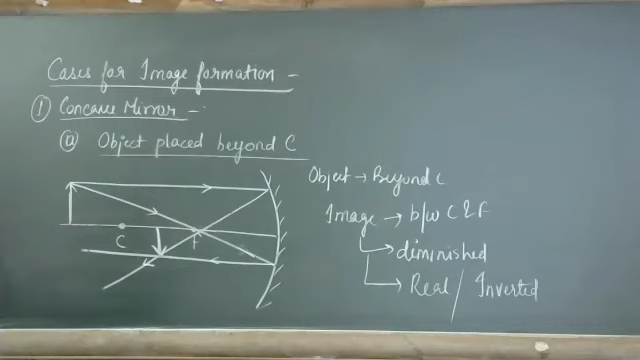 Cases for Image formation -
① Concave Mirror -
ⓐ Object placed beyond C
Object → Beyond C
Image → b/w C & F
→ diminished
→ Real / Inverted
C
F